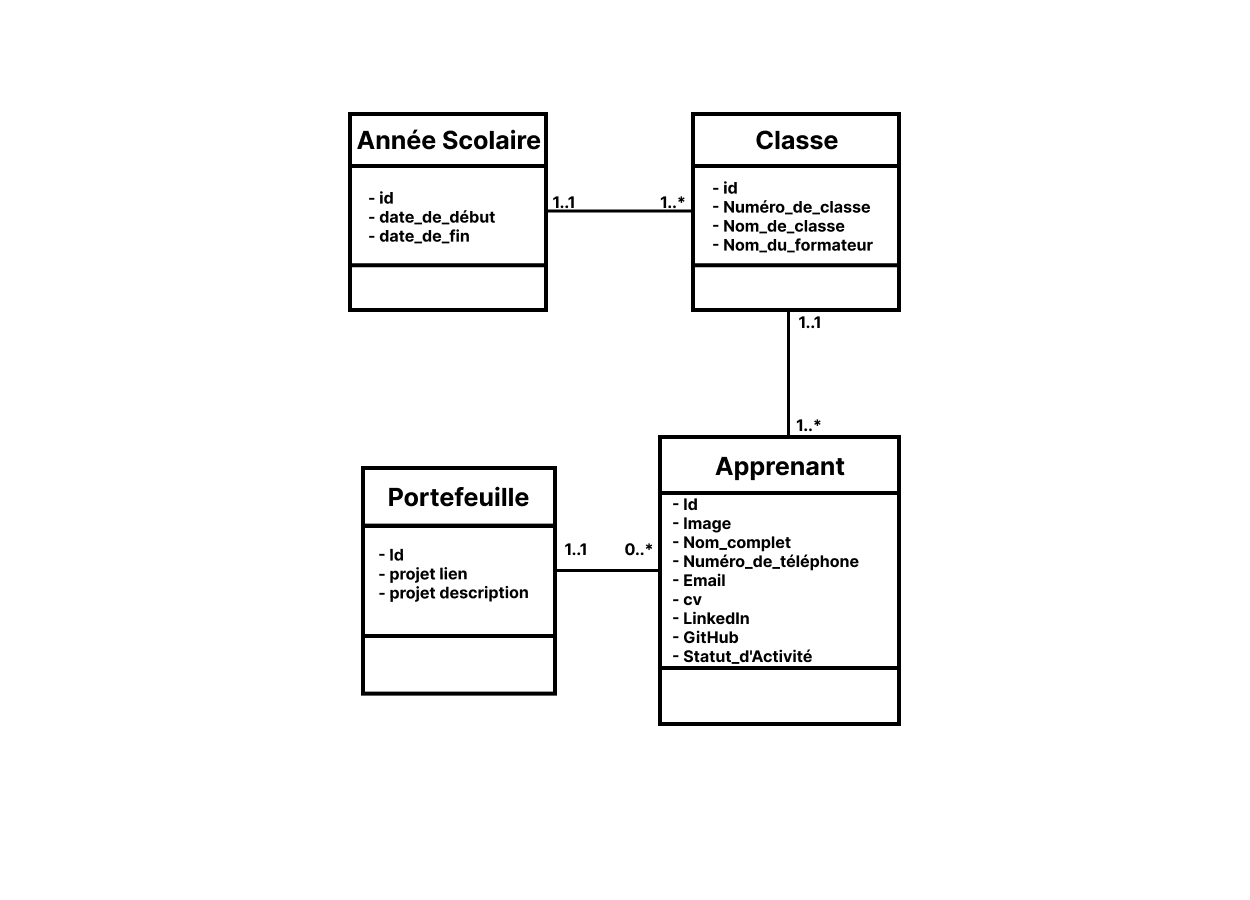 Année Scolaire
- id
- date_de_début
- date_de_fin
1..1
1..*
Classe
- id
- Numéro_de_classe
- Nom_de_classe
- Nom_du_formateur
1..1
1..*
Portefeuille
- Id
- projet lien
- projet description
1..1
0..*
Apprenant
- Id
- Image
- Nom_complet
- Numéro_de_téléphone
- Email
- cv
- LinkedIn
- GitHub
- Statut_d'Activité